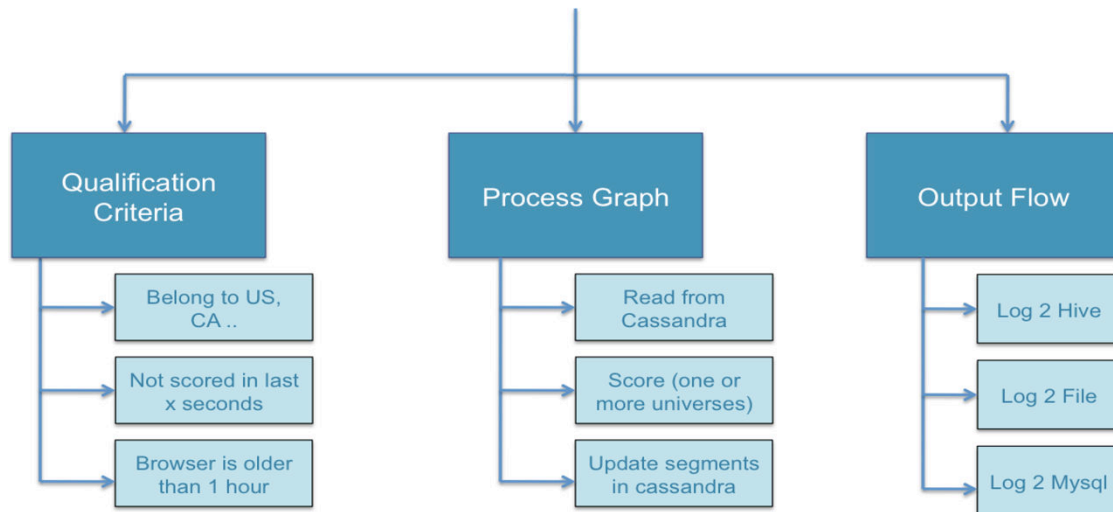 Qualification
Criteria
Belong to US,
CA ..
Not scored in last
x seconds
Browser is older
than 1 hour
Process Graph
Read from
Cassandra
Score (one or
more universes)
Update segments
in cassandra
Output Flow
Log 2 Hive
Log 2 File
Log 2 Mysql